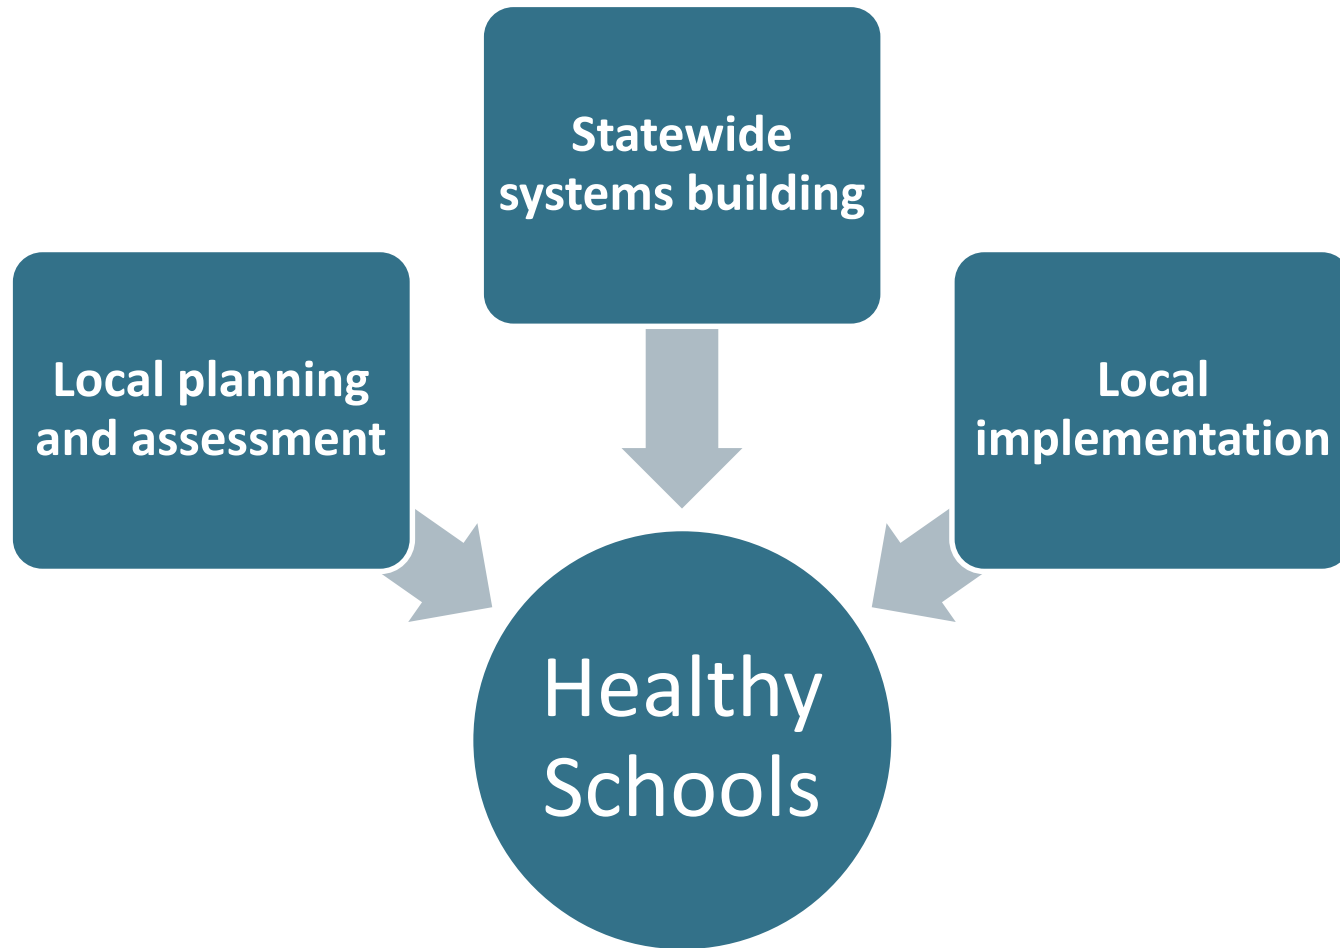 Statewide
systems building
Local planning
and assessment
Local
implementation
Healthy
Schools